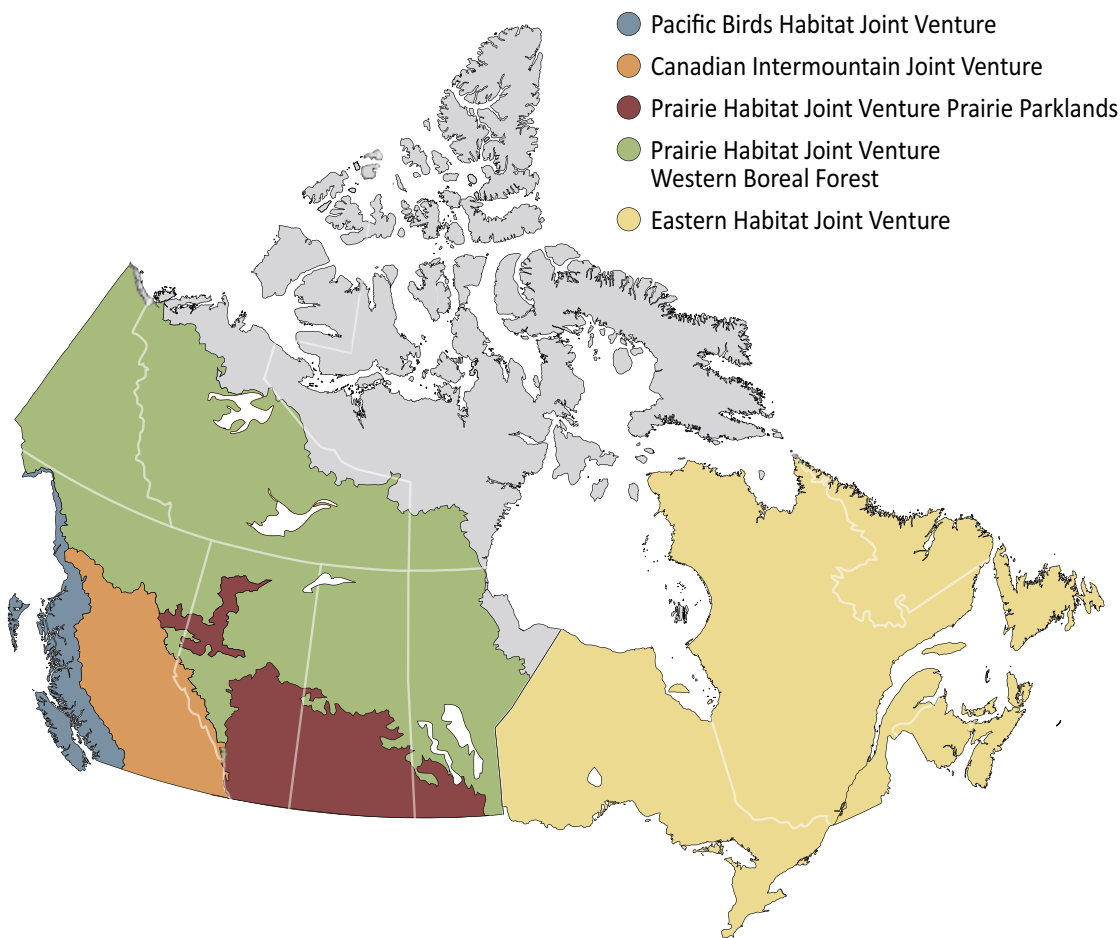 Pacific Birds Habitat Joint Venture
Canadian Intermountain Joint Venture
Prairie Habitat Joint Venture Prairie Parklands
Prairie Habitat Joint Venture
Western Boreal Forest
Eastern Habitat Joint Venture